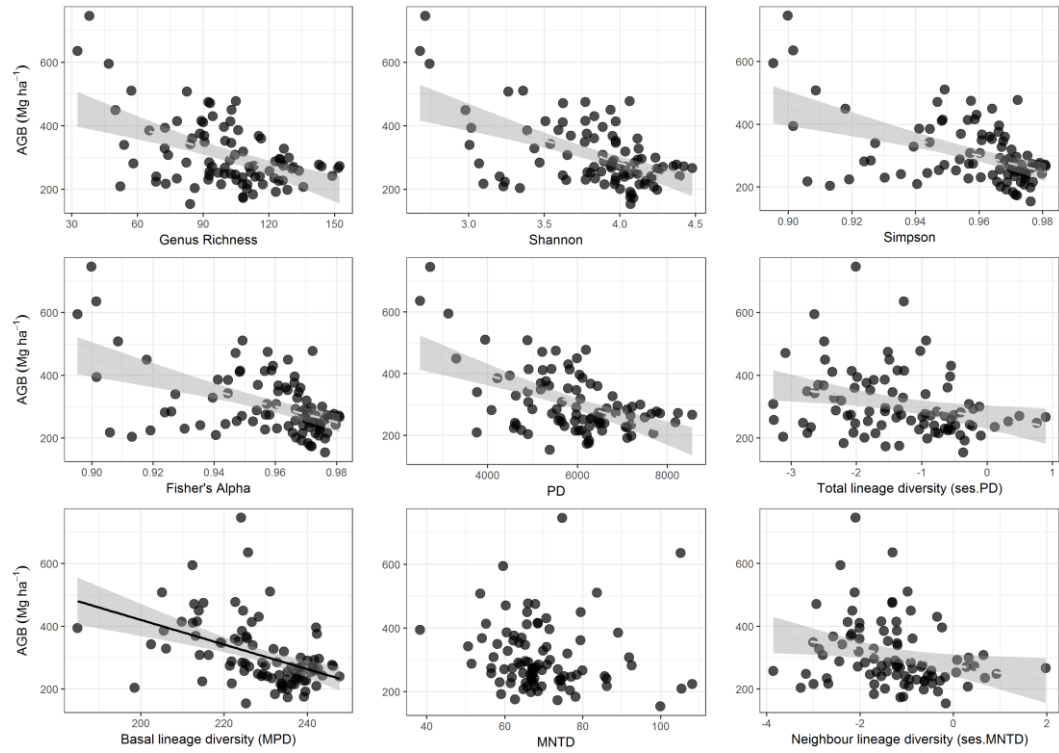 AGB (Mg ha⁻¹)
600
400
200
30 60 90 120 150
Genus Richness
3.0 3.5 4.0 4.5
Shannon
600
400
200
0.90 0.92 0.94 0.96 0.98
Simpson
AGB (Mg ha⁻¹)
600
400
200
0.90 0.92 0.94 0.96 0.98
Fisher's Alpha
4000 6000 8000
PD
600
400
200
-3 -2 -1 0 1
Total lineage diversity (ses.PD)
AGB (Mg ha⁻¹)
600
400
200
200 220 240
Basal lineage diversity (MPD)
600
400
200
40 60 80 100
MNTD
600
400
200
-4 -2 0 2
Neighbour lineage diversity (ses.MNTD)